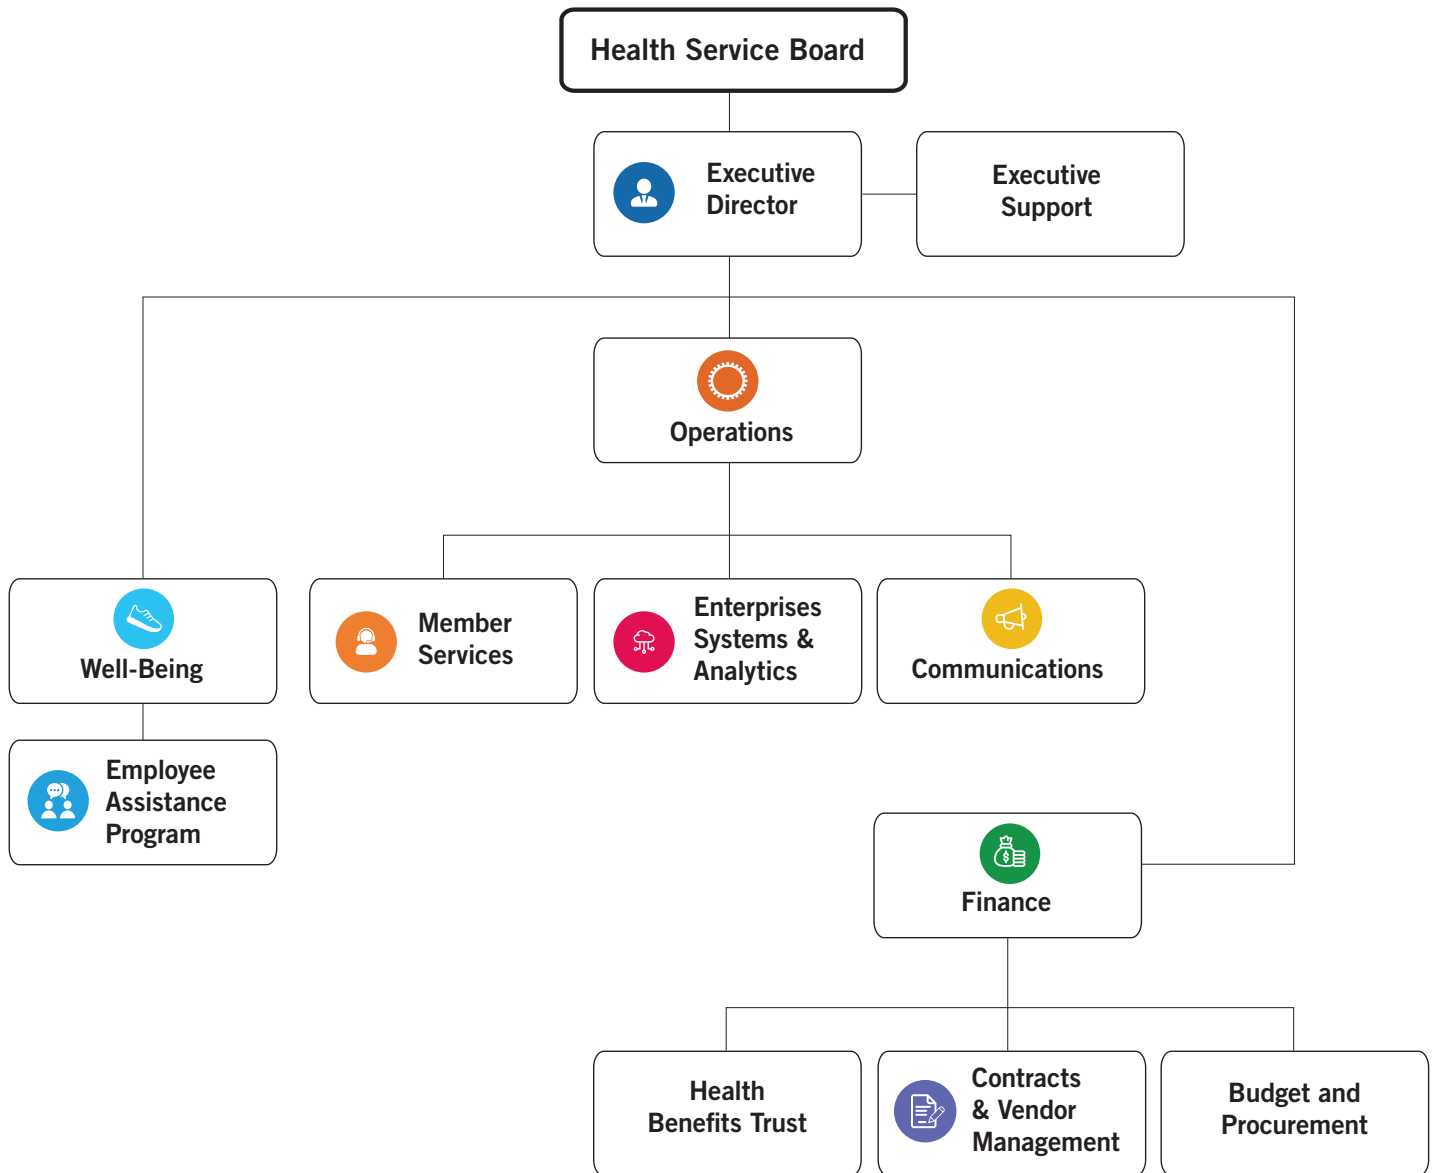 Health Service Board
Executive
Director
Executive
Support
Operations
Well-Being
Member
Services
Enterprises
Systems &
Analytics
Communications
Employee
Assistance
Program
Finance
Health
Benefits Trust
Contracts
& Vendor
Management
Budget and
Procurement